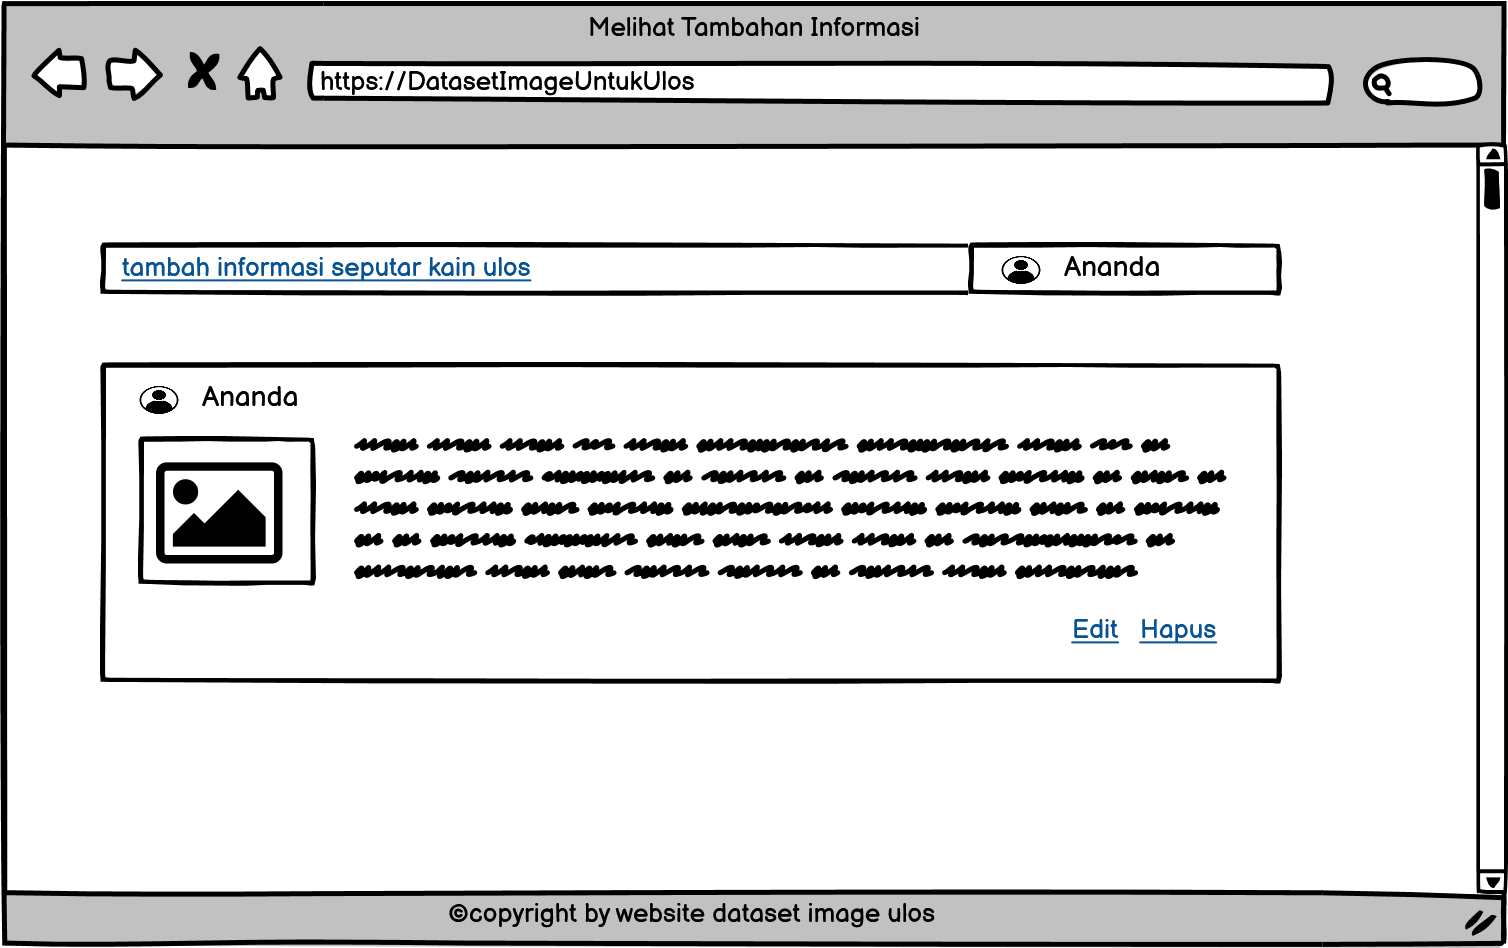 Melihat Tambahan Informasi
https://DatasetImageUntukUlos
tambah informasi seputar kain ulos
Ananda
Ananda
Edit Hapus
©copyright by website dataset image ulos